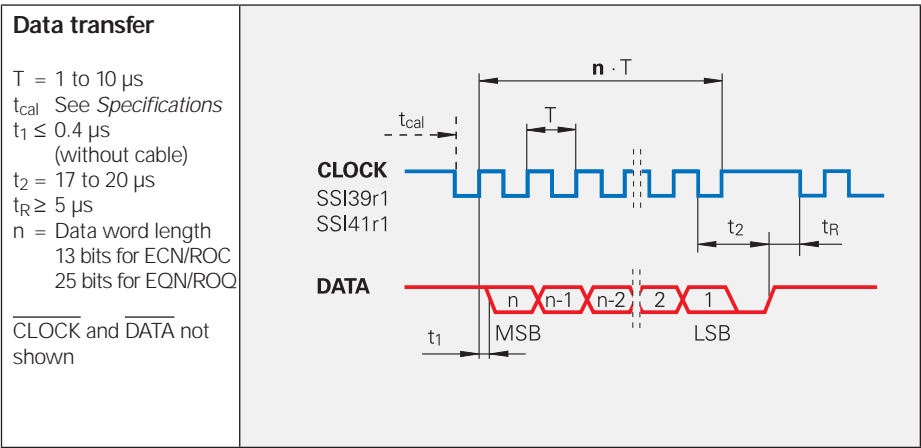 Data transfer
T = 1 to 10 µs
tcal See Specifications
t1 ≤ 0.4 µs
(without cable)
t2 = 17 to 20 µs
tR ≥ 5 µs
n = Data word length
13 bits for ECN/ROC
25 bits for EQN/ROQ
CLOCK and DATA not
shown
n · T
tcal
T
CLOCK
SSI39r1
SSI41r1
t2
tR
DATA
n
n-1
n-2
2
1
t1
MSB
LSB